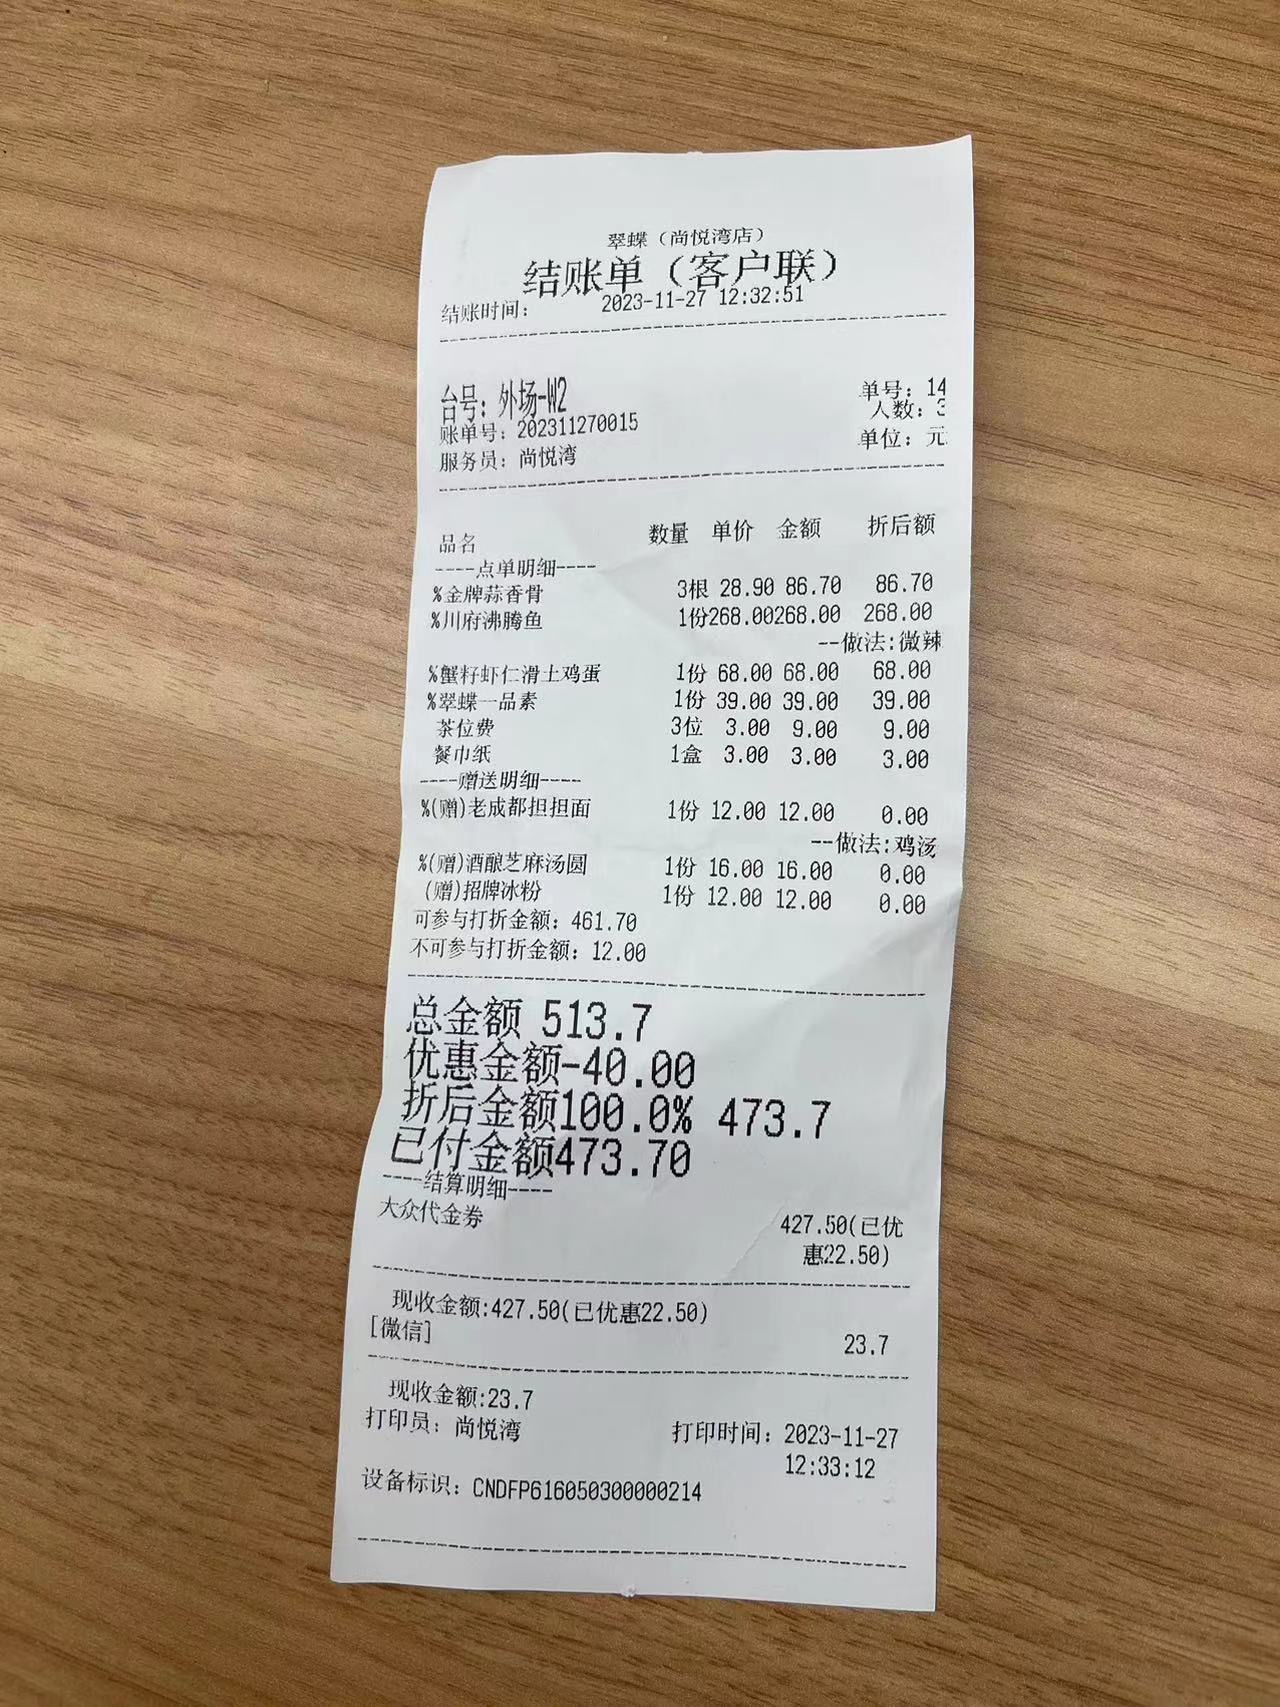 翠蝶（尚悦湾店）
结账单（客户联）
结账时间： 2023-11-27 12:32:51
台号：外场-W2 单号：14
账单号：202311270015 人数：3
服务员：尚悦湾 单位：元
品名 数量 单价 金额 折后额
----点单明细----
%金牌蒜香骨 3根 28.90 86.70 86.70
%川府沸腾鱼 1份268.00268.00 268.00
--做法:微辣
%蟹籽虾仁滑土鸡蛋 1份 68.00 68.00 68.00
%翠蝶一品素 1份 39.00 39.00 39.00
茶位费 3位 3.00 9.00 9.00
餐巾纸 1盒 3.00 3.00 3.00
----赠送明细----
%(赠)老成都担担面 1份 12.00 12.00 0.00
--做法:鸡汤
%(赠)酒酿芝麻汤圆 1份 16.00 16.00 0.00
(赠)招牌冰粉 1份 12.00 12.00 0.00
可参与打折金额：461.70
不可参与打折金额：12.00
总金额 513.7
优惠金额-40.00
折后金额100.0% 473.7
已付金额473.70
----结算明细----
大众代金券 427.50(已优
惠22.50)
现收金额:427.50(已优惠22.50)
[微信] 23.7
现收金额:23.7
打印员：尚悦湾 打印时间：2023-11-27
12:33:12
设备标识：CNDFP616050300000214